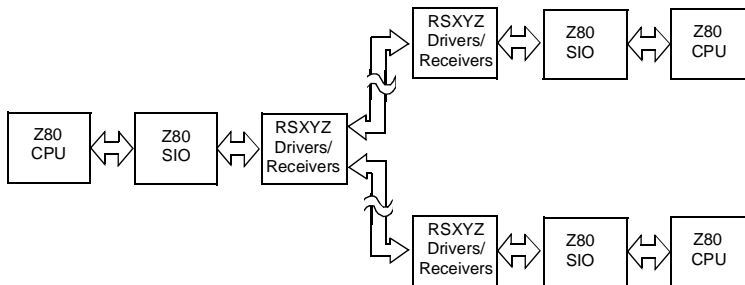 RSXYZ
Drivers/
Receivers
Z80
SIO
Z80
CPU
Z80
CPU
Z80
SIO
RSXYZ
Drivers/
Receivers
RSXYZ
Drivers/
Receivers
Z80
SIO
Z80
CPU